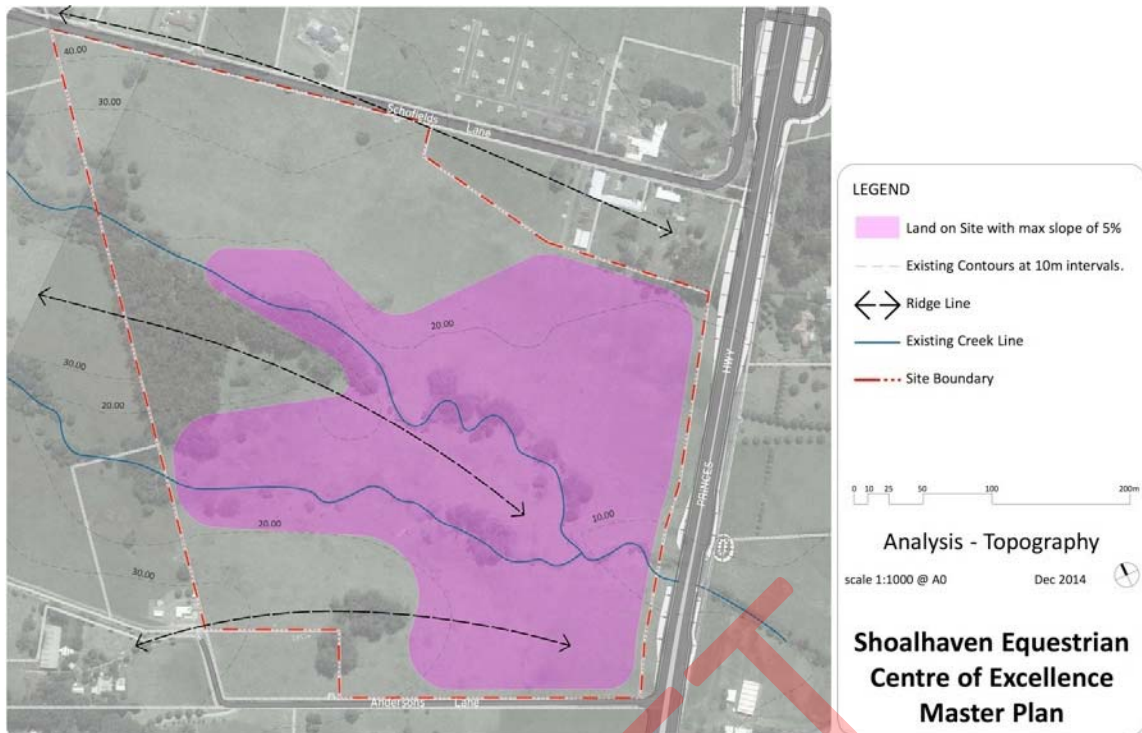 40.00
30.00
Schofields Lane
20.00
30.00
20.00
20.00
10.00
30.00
PRINCES HWY
Andersons Lane
LEGEND
Land on Site with max slope of 5%
Existing Contours at 10m intervals.
Ridge Line
Existing Creek Line
Site Boundary
0 10 25 50 100 200m
Analysis - Topography
scale 1:1000 @ A0 Dec 2014
Shoalhaven Equestrian
Centre of Excellence
Master Plan